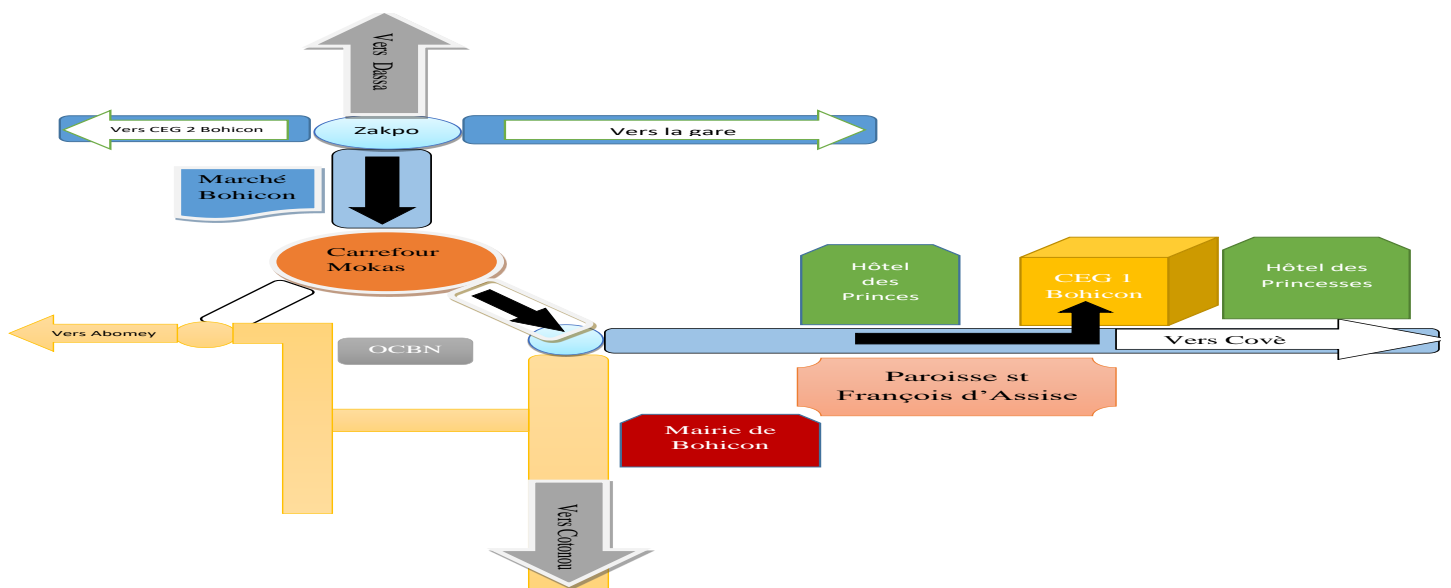 Vers Dassa
Vers CEG 2 Bohicon
Zakpo
Vers la gare
Marché
Bohicon
Carrefour
Mokas
Hôtel
des
Princes
CEG 1
Bohicon
Hôtel des
Princesses
Vers Abomey
OCBN
Vers Covè
Paroisse st
François d’Assise
Mairie de
Bohicon
Vers Cotonou